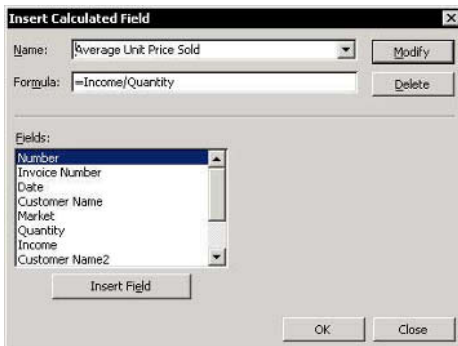 Insert Calculated Field
Name: Average Unit Price Sold
Modify
Formula: =Income/Quantity
Delete
Fields:
Number
Invoice Number
Date
Customer Name
Market
Quantity
Income
Customer Name2
Insert Field
OK Close